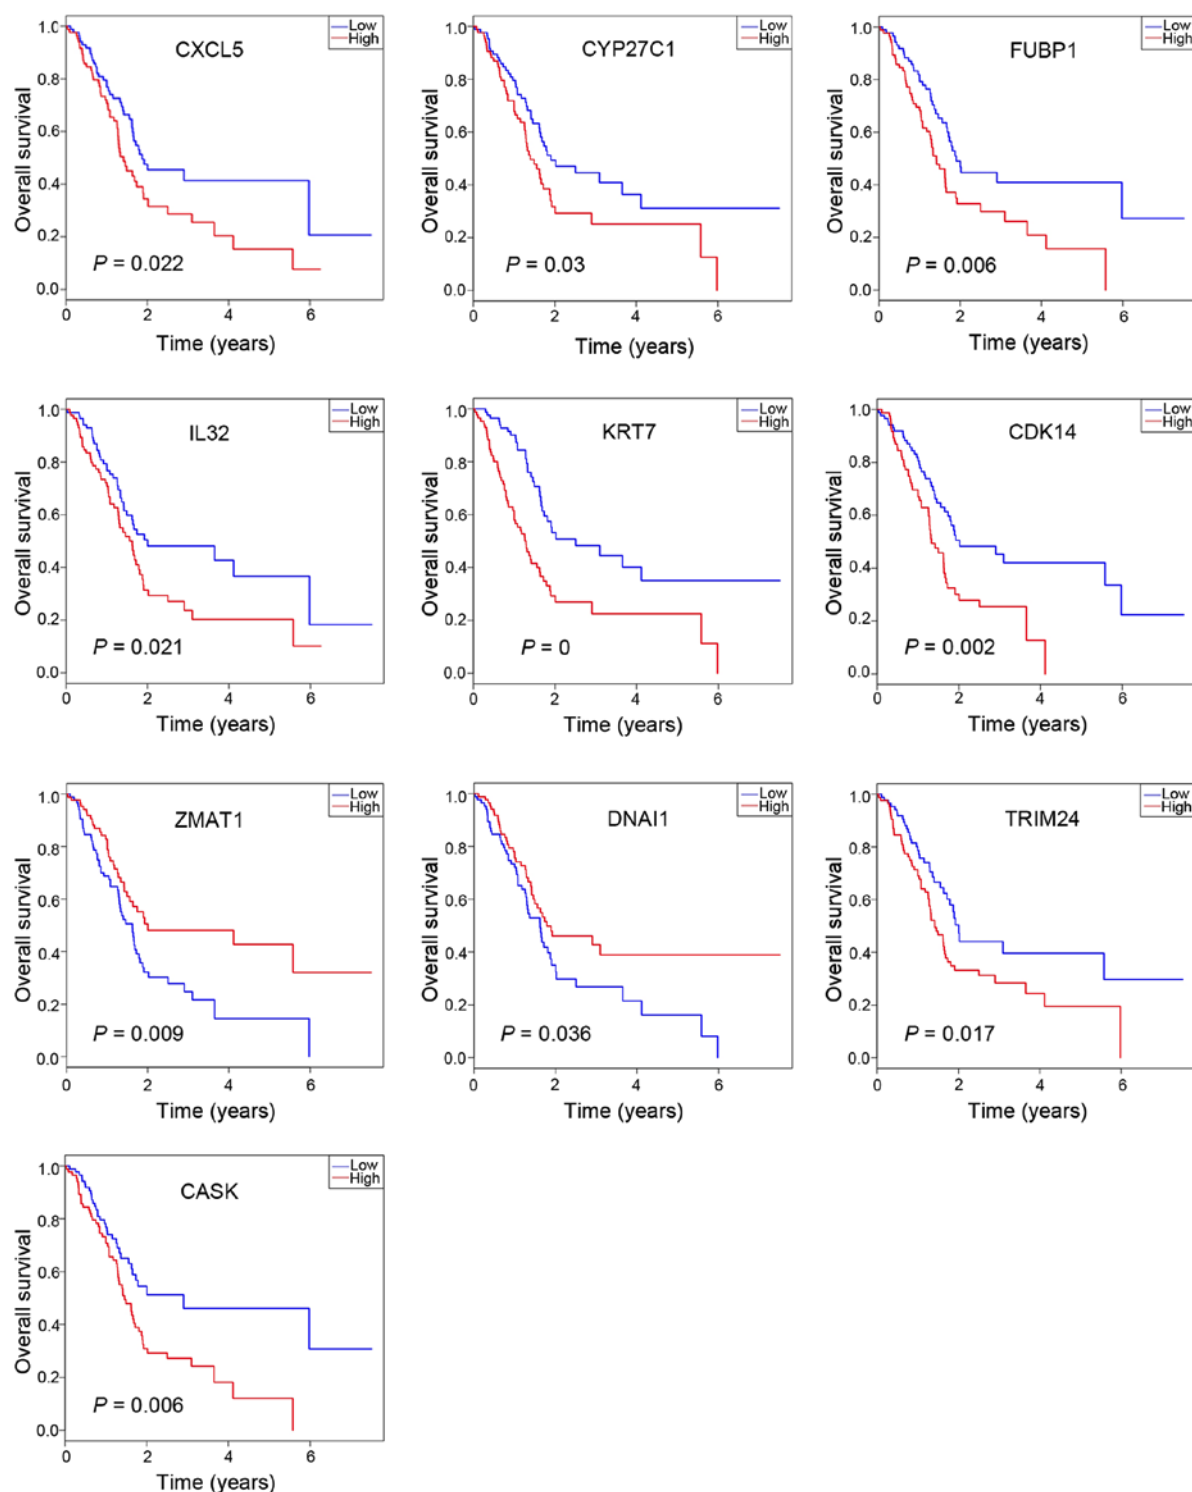 CXCL5
Low
High
Overall survival
1.0
0.8
0.6
0.4
0.2
0.0
P = 0.022
0 2 4 6
Time (years)
CYP27C1
Low
High
Overall survival
1.0
0.8
0.6
0.4
0.2
0.0
P = 0.03
0 2 4 6
Time (years)
FUBP1
Low
High
Overall survival
1.0
0.8
0.6
0.4
0.2
0.0
P = 0.006
0 2 4 6
Time (years)
IL32
Low
High
Overall survival
1.0
0.8
0.6
0.4
0.2
0.0
P = 0.021
0 2 4 6
Time (years)
KRT7
Low
High
Overall survival
1.0
0.8
0.6
0.4
0.2
0.0
P = 0
0 2 4 6
Time (years)
CDK14
Low
High
Overall survival
1.0
0.8
0.6
0.4
0.2
0.0
P = 0.002
0 2 4 6
Time (years)
ZMAT1
Low
High
Overall survival
1.0
0.8
0.6
0.4
0.2
0.0
P = 0.009
0 2 4 6
Time (years)
DNAI1
Low
High
Overall survival
1.0
0.8
0.6
0.4
0.2
0.0
P = 0.036
0 2 4 6
Time (years)
TRIM24
Low
High
Overall survival
1.0
0.8
0.6
0.4
0.2
0.0
P = 0.017
0 2 4 6
Time (years)
CASK
Low
High
Overall survival
1.0
0.8
0.6
0.4
0.2
0.0
P = 0.006
0 2 4 6
Time (years)